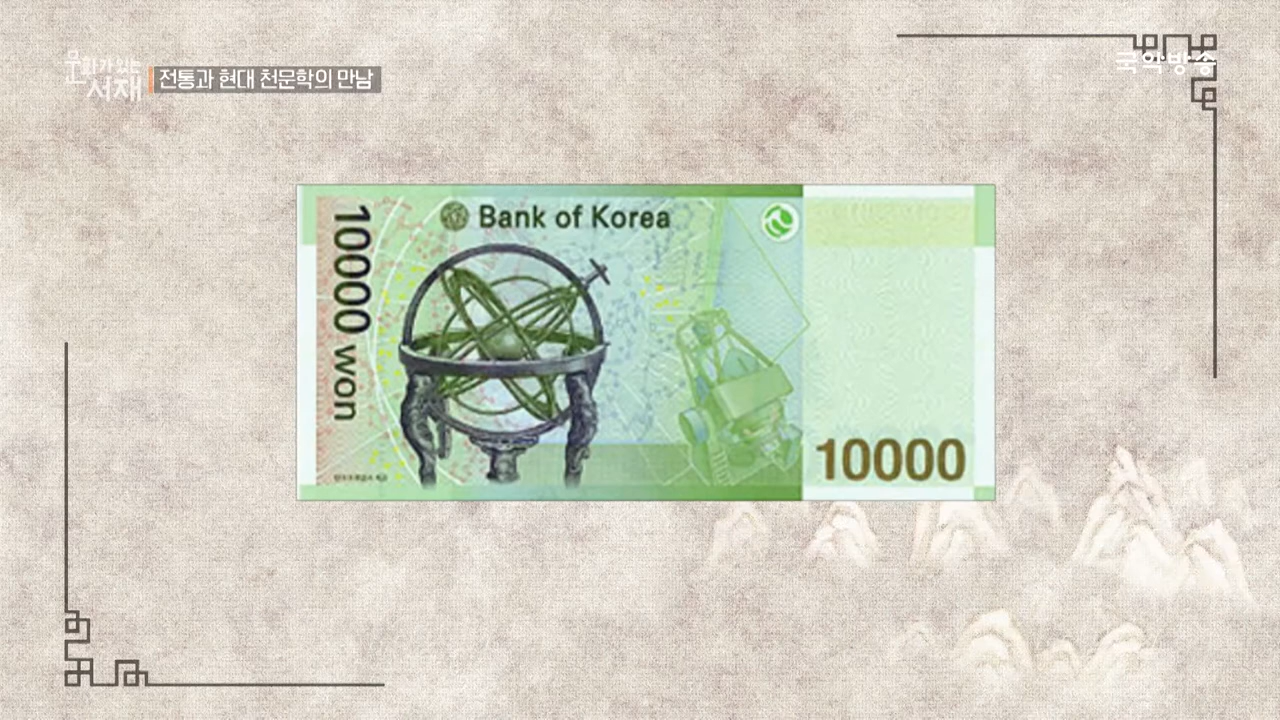 문화가 있는
서재
전통과 현대 천문학의 만남
국악방송
Bank of Korea
10000 won
10000